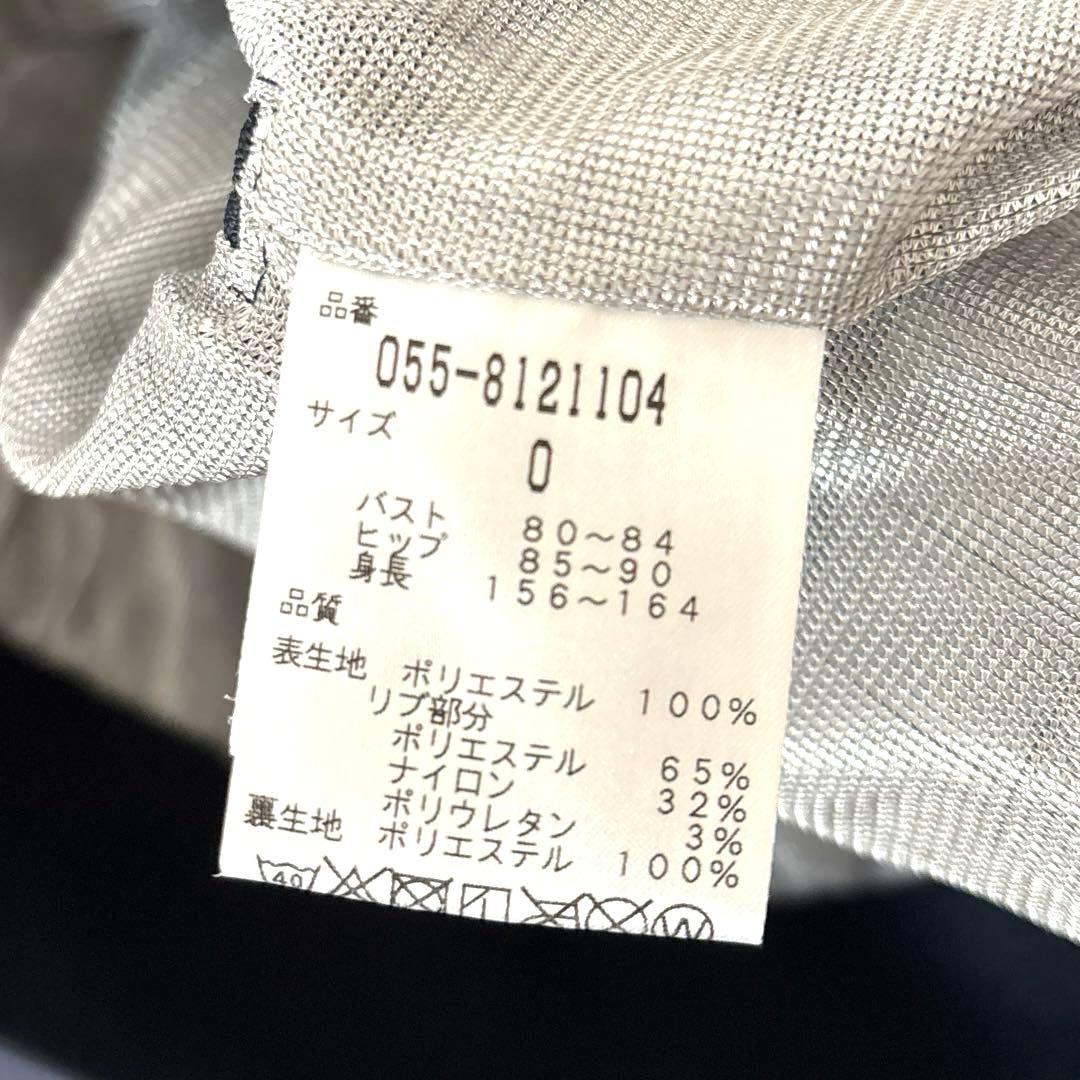 品番
055-8121104
サイズ
0
バスト 80～84
ヒップ 85～90
身長 156～164
品質
表生地 ポリエステル 100%
リブ部分
ポリエステル 65%
ナイロン 32%
ポリウレタン 3%
裏生地 ポリエステル 100%
40 W